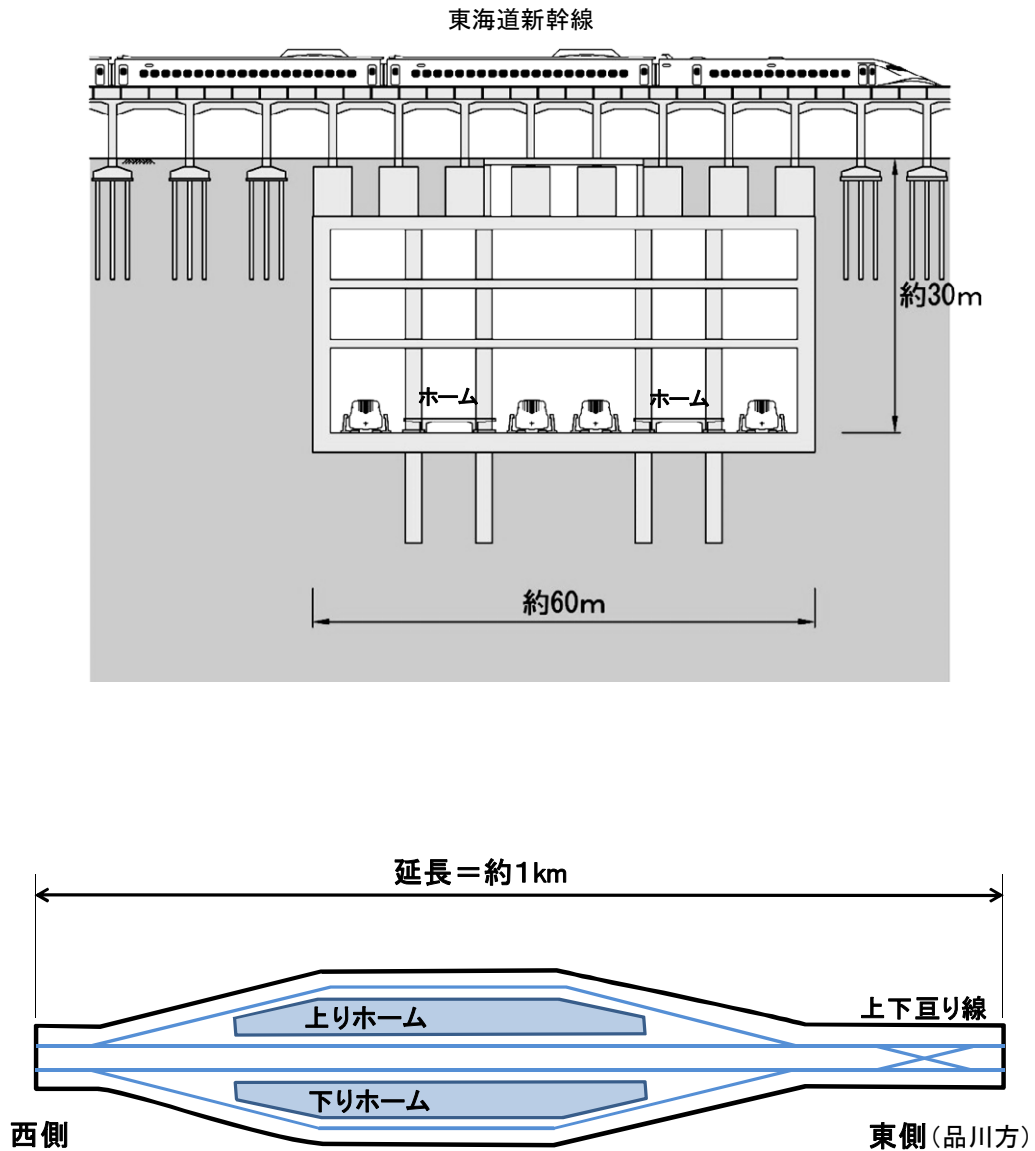 東海道新幹線
約30m
ホーム
ホーム
約60m
延長＝約1km
上りホーム
上下亘り線
下りホーム
西側
東側（品川方）